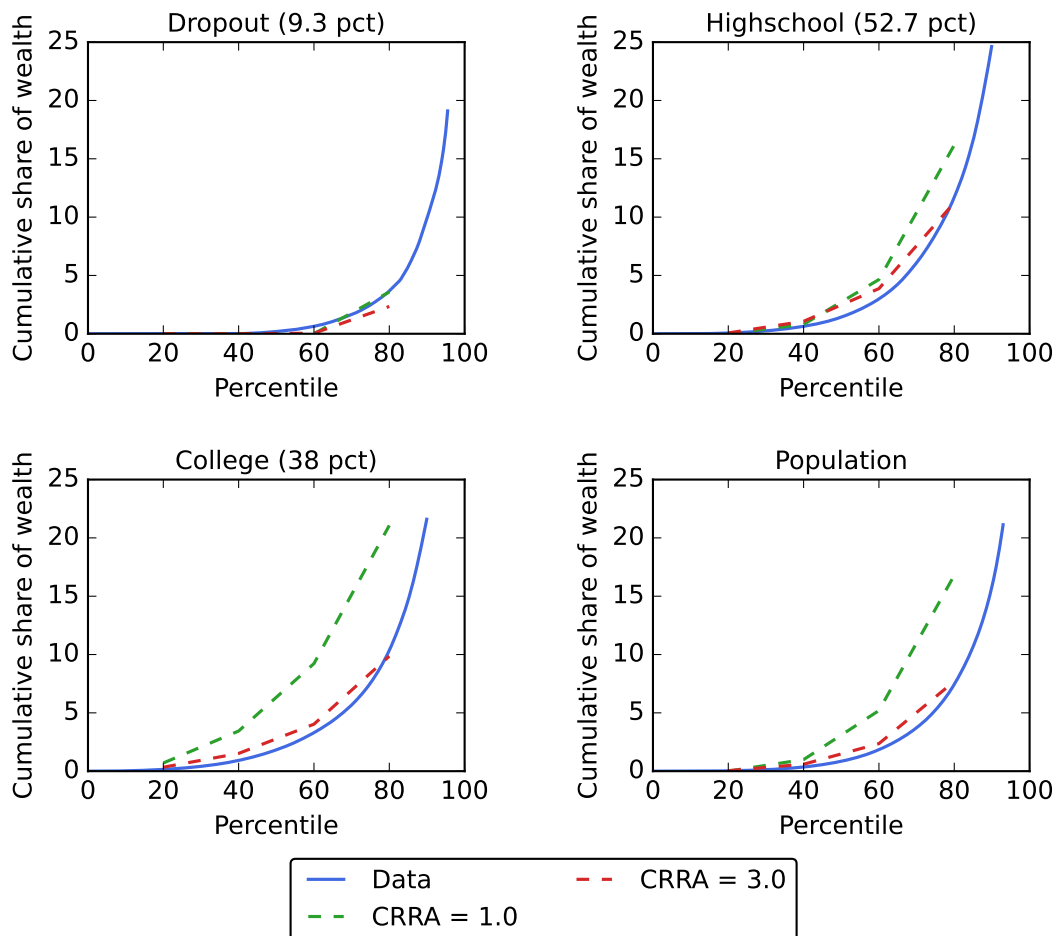 Dropout (9.3 pct)
Highschool (52.7 pct)
Cumulative share of wealth
25
20
15
10
5
0
0 20 40 60 80 100
Percentile
Cumulative share of wealth
25
20
15
10
5
0
0 20 40 60 80 100
Percentile
College (38 pct)
Population
Cumulative share of wealth
25
20
15
10
5
0
0 20 40 60 80 100
Percentile
Cumulative share of wealth
25
20
15
10
5
0
0 20 40 60 80 100
Percentile
Data
CRRA = 3.0
CRRA = 1.0